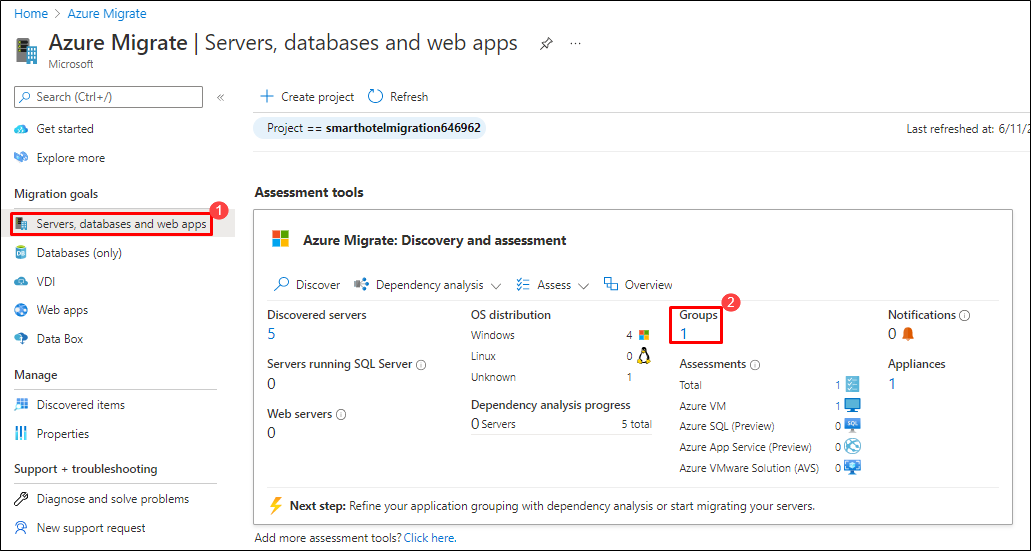 Home > Azure Migrate
Azure Migrate | Servers, databases and web apps ...
Microsoft
Search (Ctrl+/) «
Create project Refresh
Get started
Project == smarthotelmigration646962
Last refreshed at: 6/11/2
Explore more
Migration goals
Assessment tools
1
Servers, databases and web apps
Azure Migrate: Discovery and assessment
Databases (only)
VDI
Discover Dependency analysis Assess Overview
Web apps
2
Discovered servers OS distribution Groups Notifications
5 Windows 4 1 0
Data Box
Linux 0
Servers running SQL Server Assessments Appliances
0 Unknown 1 Total 1 1
Manage
Discovered items
Web servers Dependency analysis progress Azure VM 1
0 0 Servers 5 total Azure SQL (Preview) 0
Properties
Azure App Service (Preview) 0
Support + troubleshooting
Azure VMware Solution (AVS) 0
Diagnose and solve problems
Next step: Refine your application grouping with dependency analysis or start migrating your servers.
New support request
Add more assessment tools? Click here.